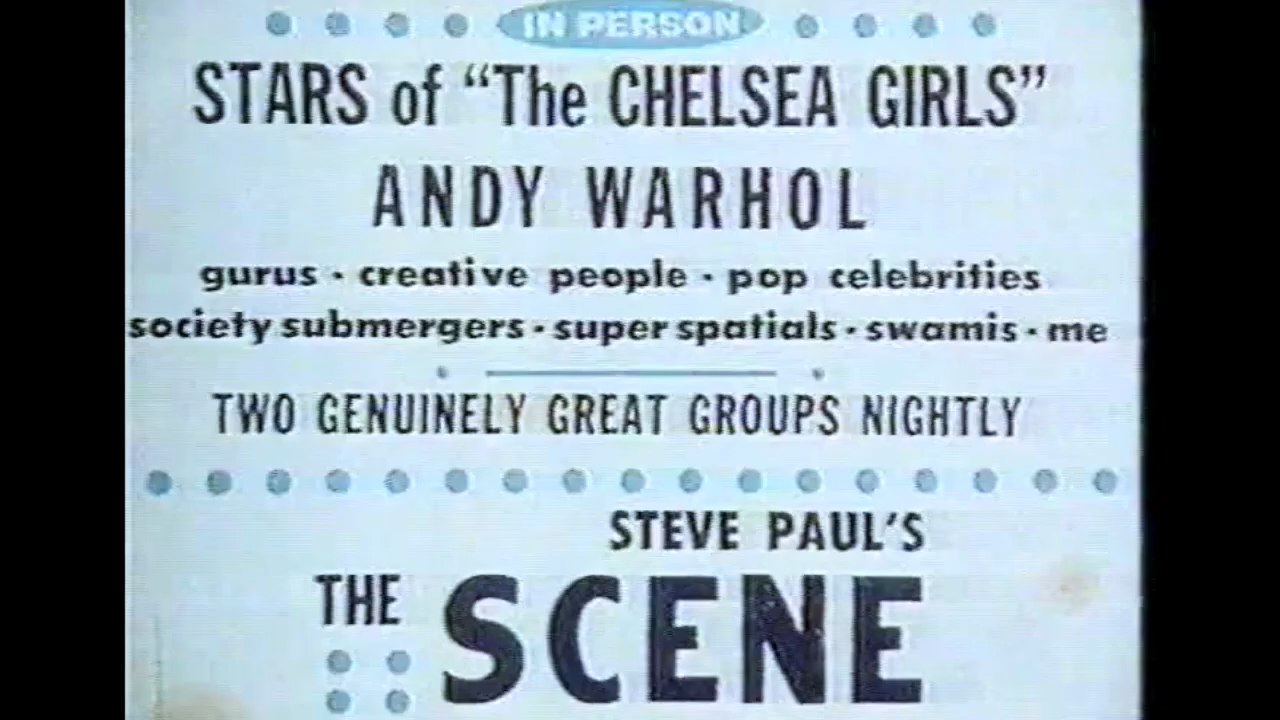 IN PERSON
STARS of “The CHELSEA GIRLS”
ANDY WARHOL
gurus · creative people · pop celebrities
society submergers · super spatials · swamis · me
TWO GENUINELY GREAT GROUPS NIGHTLY
STEVE PAUL’S
THE SCENE